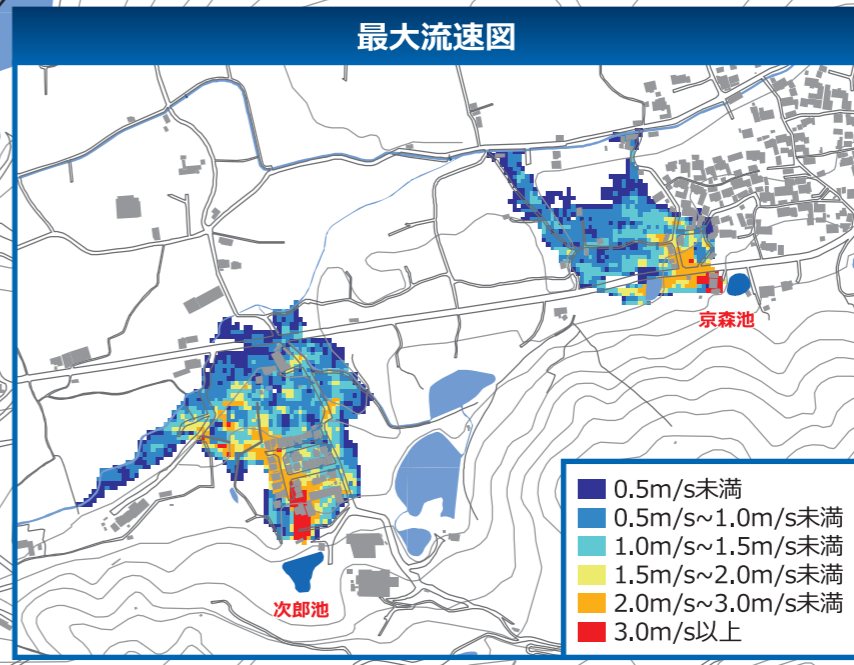 最大流速図
京森池
次郎池
0.5m/s未満
0.5m/s~1.0m/s未満
1.0m/s~1.5m/s未満
1.5m/s~2.0m/s未満
2.0m/s~3.0m/s未満
3.0m/s以上